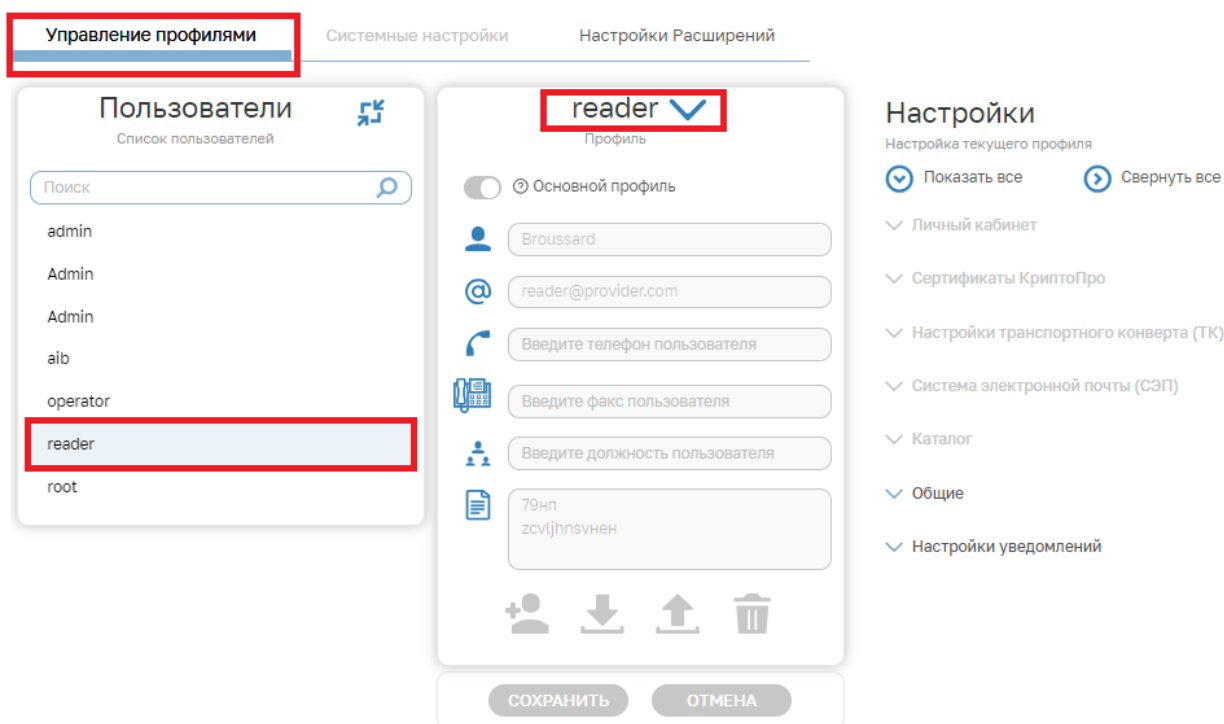 Управление профилями
Системные настройки
Настройки Расширений
Пользователи
Список пользователей
Поиск
admin
Admin
Admin
aib
operator
reader
root
reader
Профиль
Основной профиль
Broussard
reader@provider.com
Введите телефон пользователя
Введите факс пользователя
Введите должность пользователя
79нп
zcvljhnsvнен
СОХРАНИТЬ
ОТМЕНА
Настройки
Настройка текущего профиля
Показать все
Свернуть все
Личный кабинет
Сертификаты КриптоПро
Настройки транспортного конверта (ТК)
Система электронной почты (СЭП)
Каталог
Общие
Настройки уведомлений